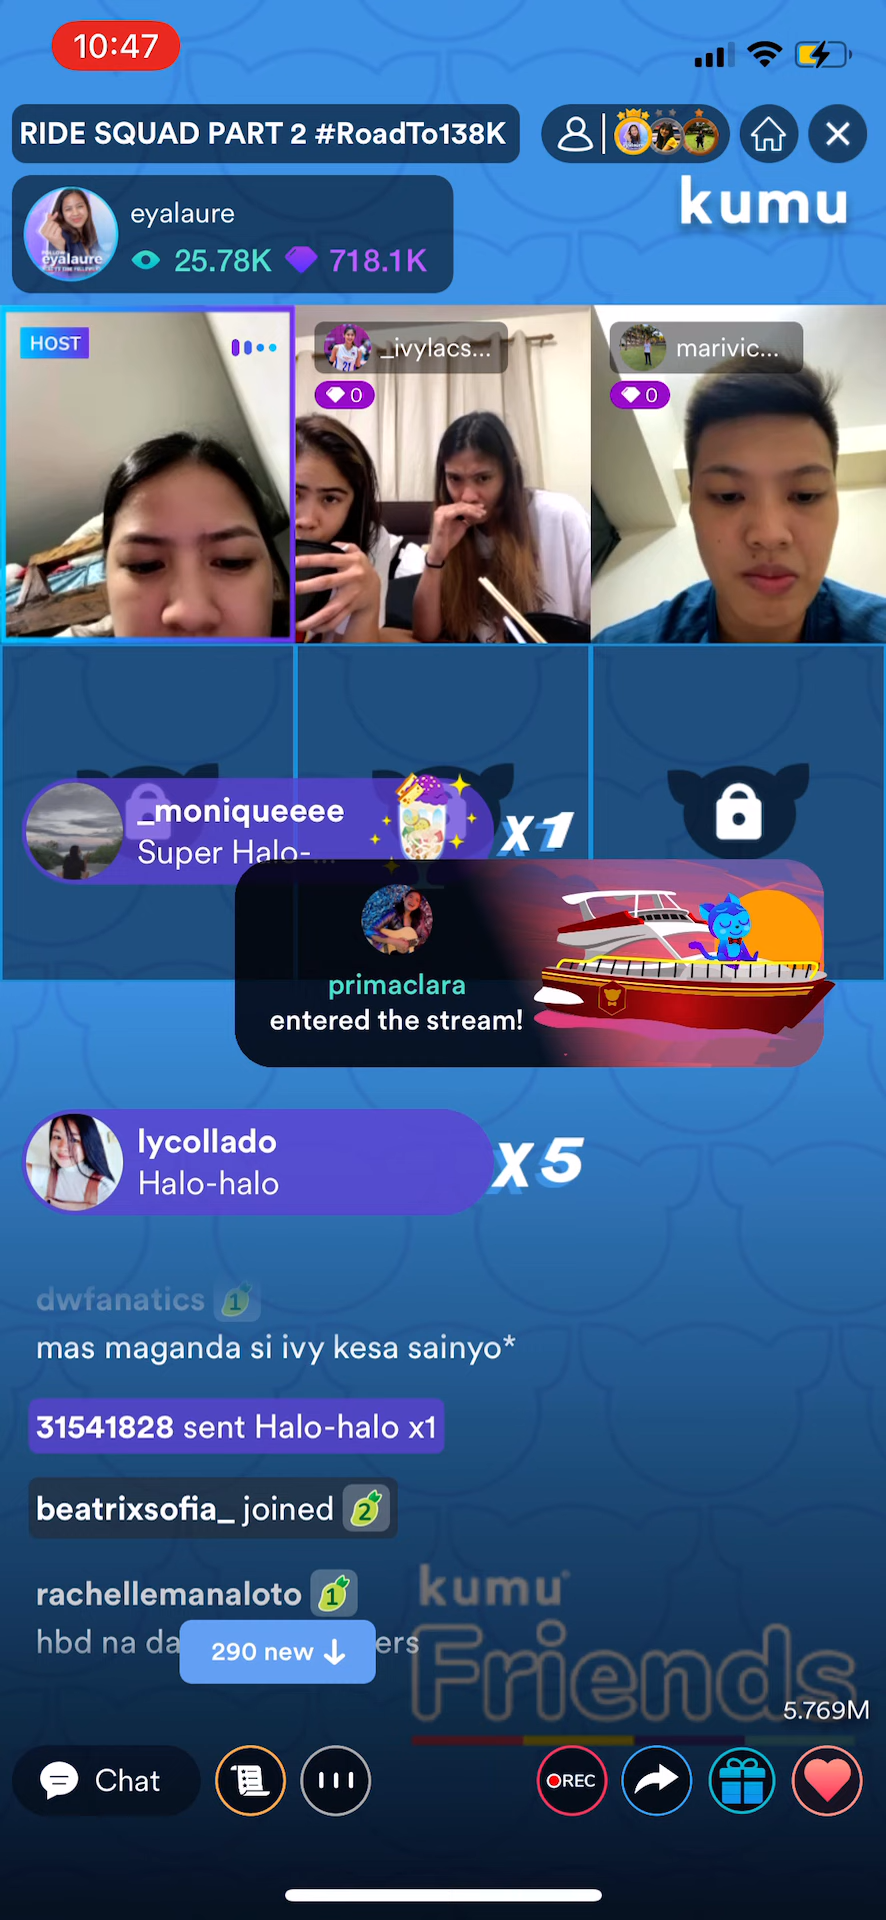 10:47
RIDE SQUAD PART 2 #RoadTo138K
kumu
eyalaure
25.78K 718.1K
eyalaure
HOST
_ivylacs...
0
marivic...
0
21
_moniqueeee
Super Halo-...
x1
primaclara
entered the stream!
lycollado
Halo-halo
x5
dwfanatics 1
mas maganda si ivy kesa sainyo*
31541828 sent Halo-halo x1
beatrixsofia_ joined 2
rachellemanaloto 1
hbd na
290 new
kumu
Friends
5.769M
Chat
REC